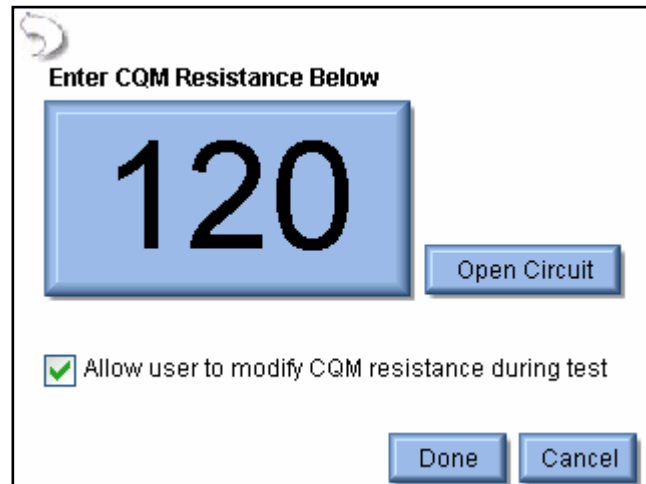 Enter CQM Resistance Below
120
Open Circuit
Allow user to modify CQM resistance during test
Done Cancel